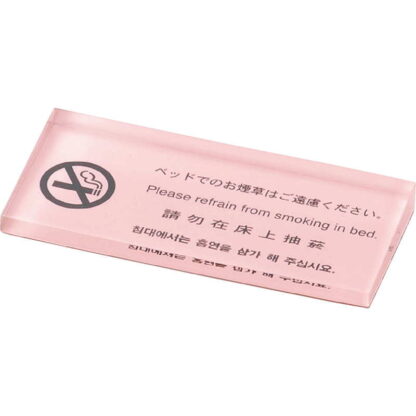 ベッドでのお煙草はご遠慮ください。
Please refrain from smoking in bed.
請勿在床上抽菸
침대에서는 흡연을 삼가 해 주십시요.